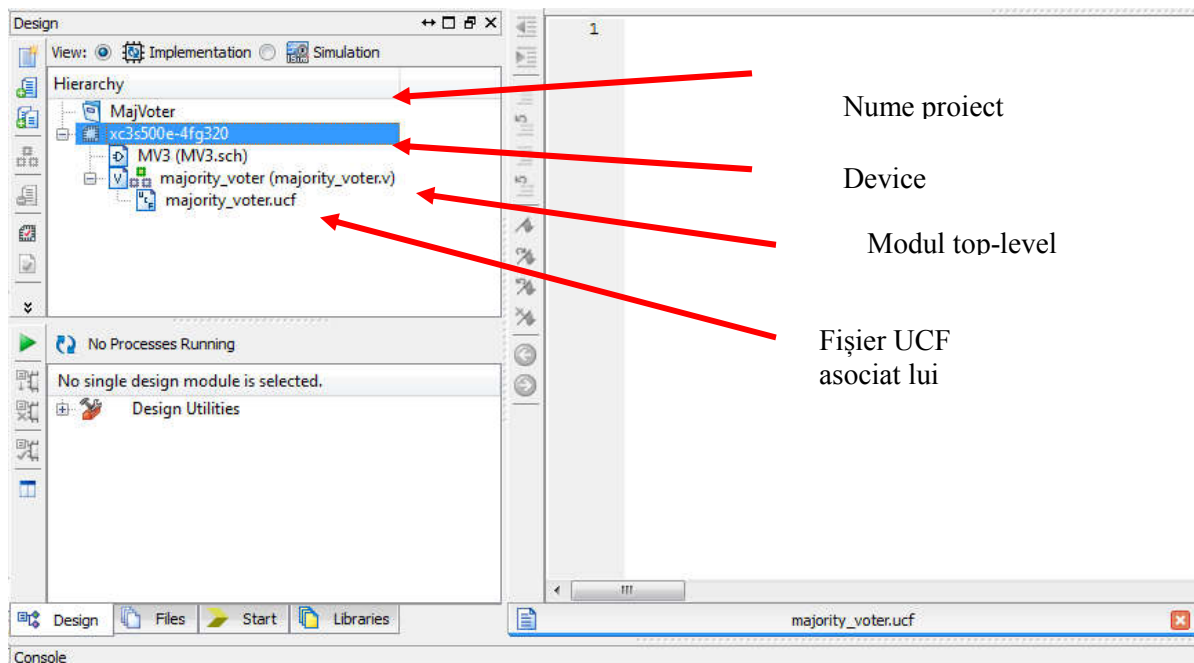 Design
View: Implementation Simulation
Hierarchy
MajVoter
xc3s500e-4fg320
MV3 (MV3.sch)
majority_voter (majority_voter.v)
majority_voter.ucf
No Processes Running
No single design module is selected.
Design Utilities
Design Files Start Libraries
Console
1
Nume proiect
Device
Modul top-level
Fișier UCF
asociat lui
majority_voter.ucf